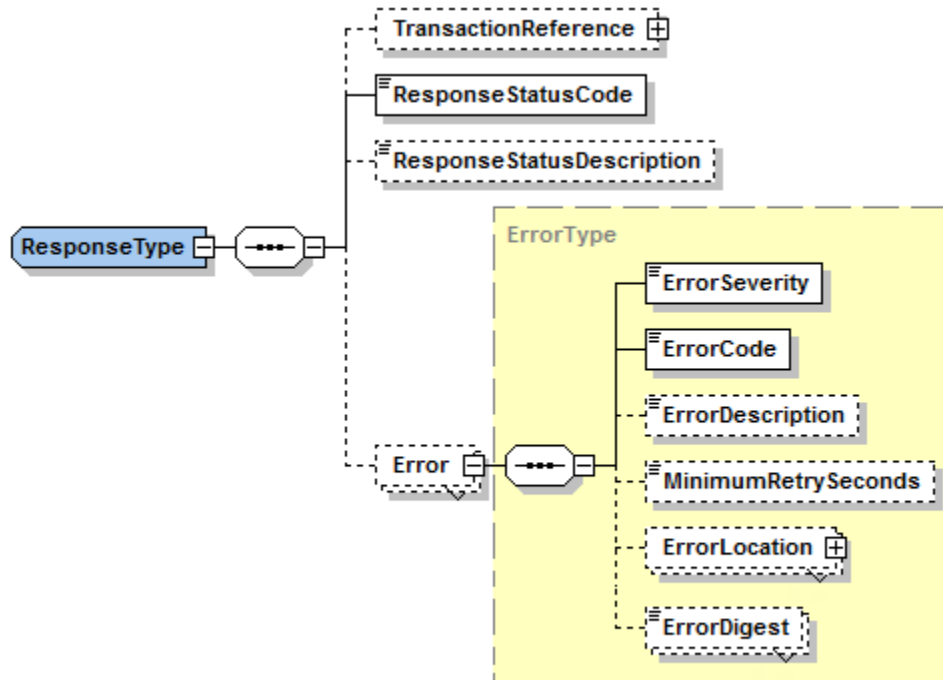 TransactionReference
ResponseStatusCode
ResponseStatusDescription
ResponseType
ErrorType
ErrorSeverity
ErrorCode
ErrorDescription
Error
MinimumRetrySeconds
ErrorLocation
ErrorDigest